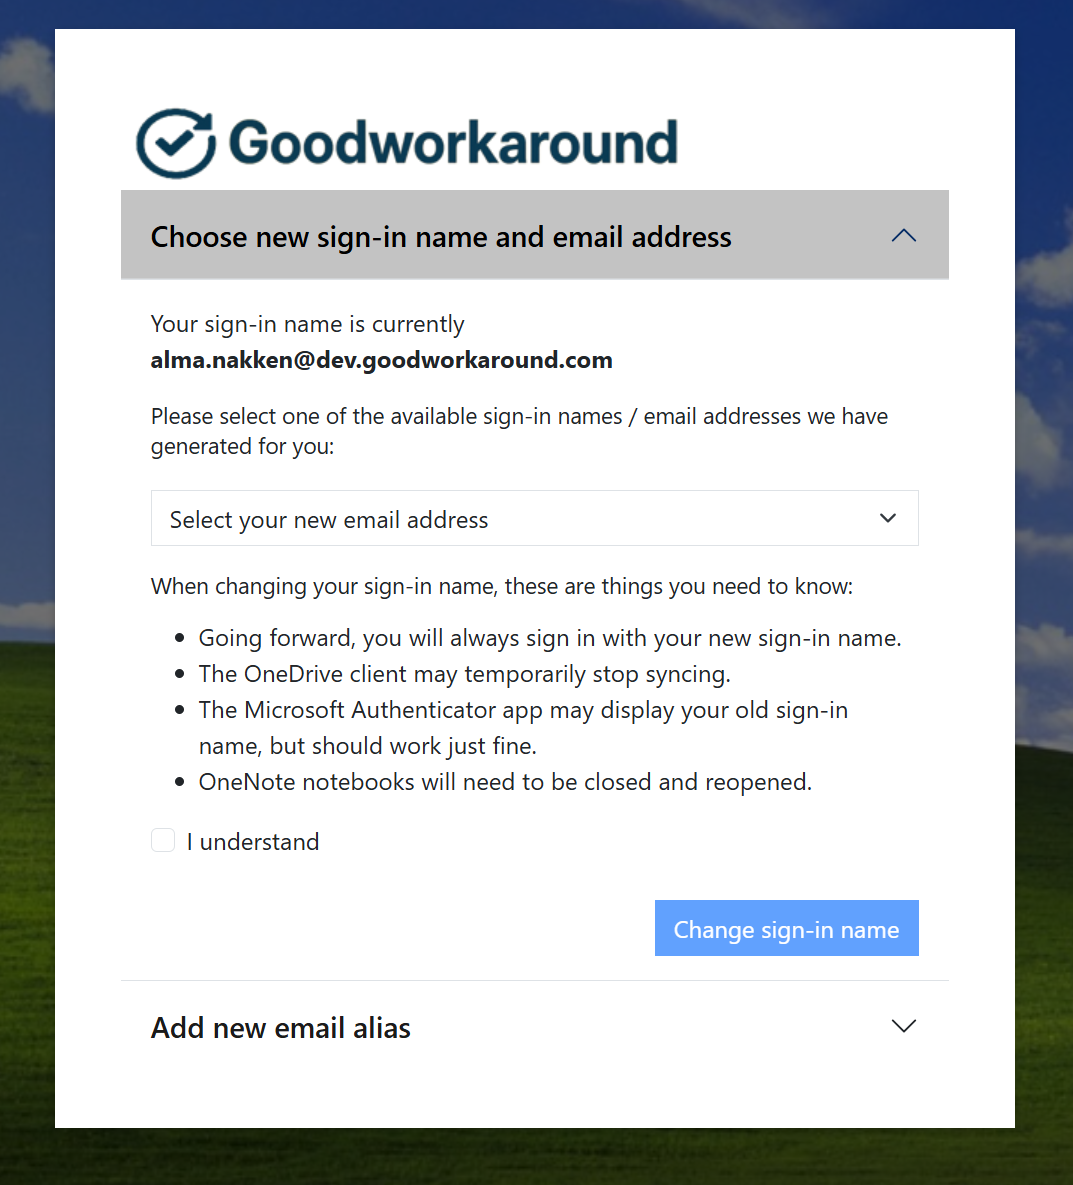 Goodworkaround
Choose new sign-in name and email address
Your sign-in name is currently
alma.nakken@dev.goodworkaround.com
Please select one of the available sign-in names / email addresses we have
generated for you:
Select your new email address
When changing your sign-in name, these are things you need to know:
• Going forward, you will always sign in with your new sign-in name.
• The OneDrive client may temporarily stop syncing.
• The Microsoft Authenticator app may display your old sign-in
name, but should work just fine.
• OneNote notebooks will need to be closed and reopened.
I understand
Change sign-in name
Add new email alias